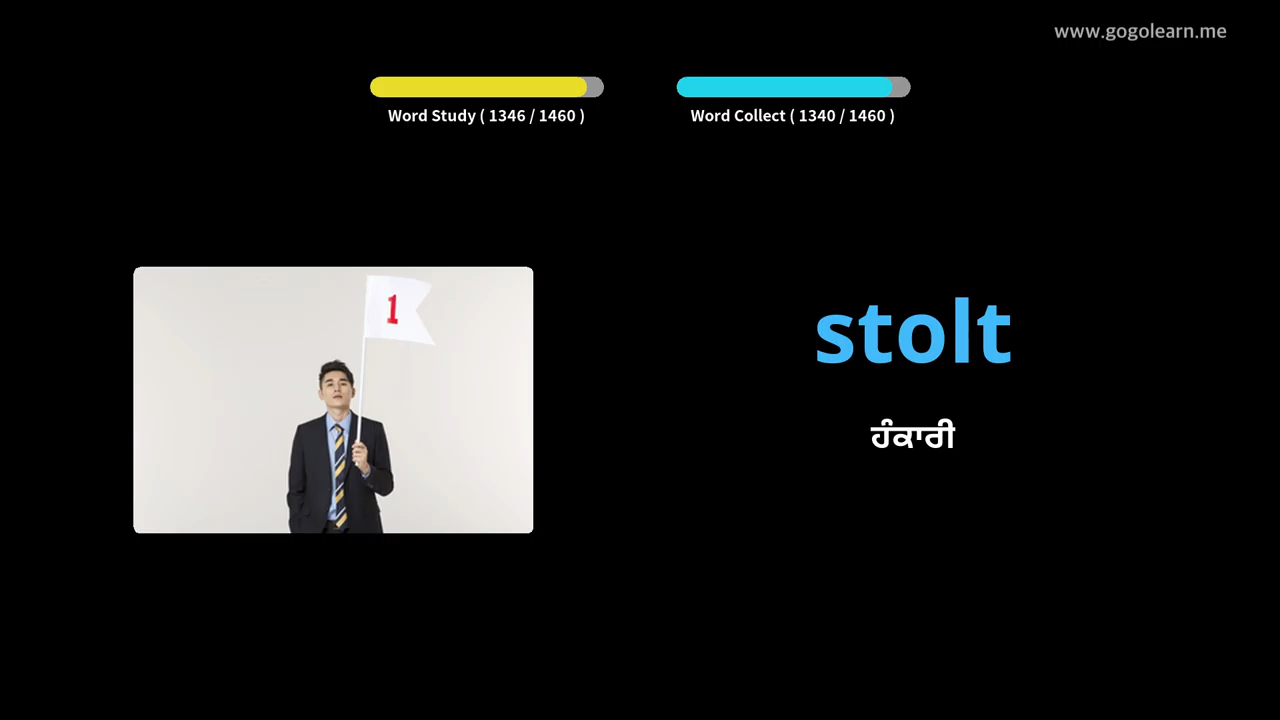 www.gogolearn.me
Word Study ( 1346 / 1460 )
Word Collect ( 1340 / 1460 )
1
stolt
ਹੰਕਾਰੀ